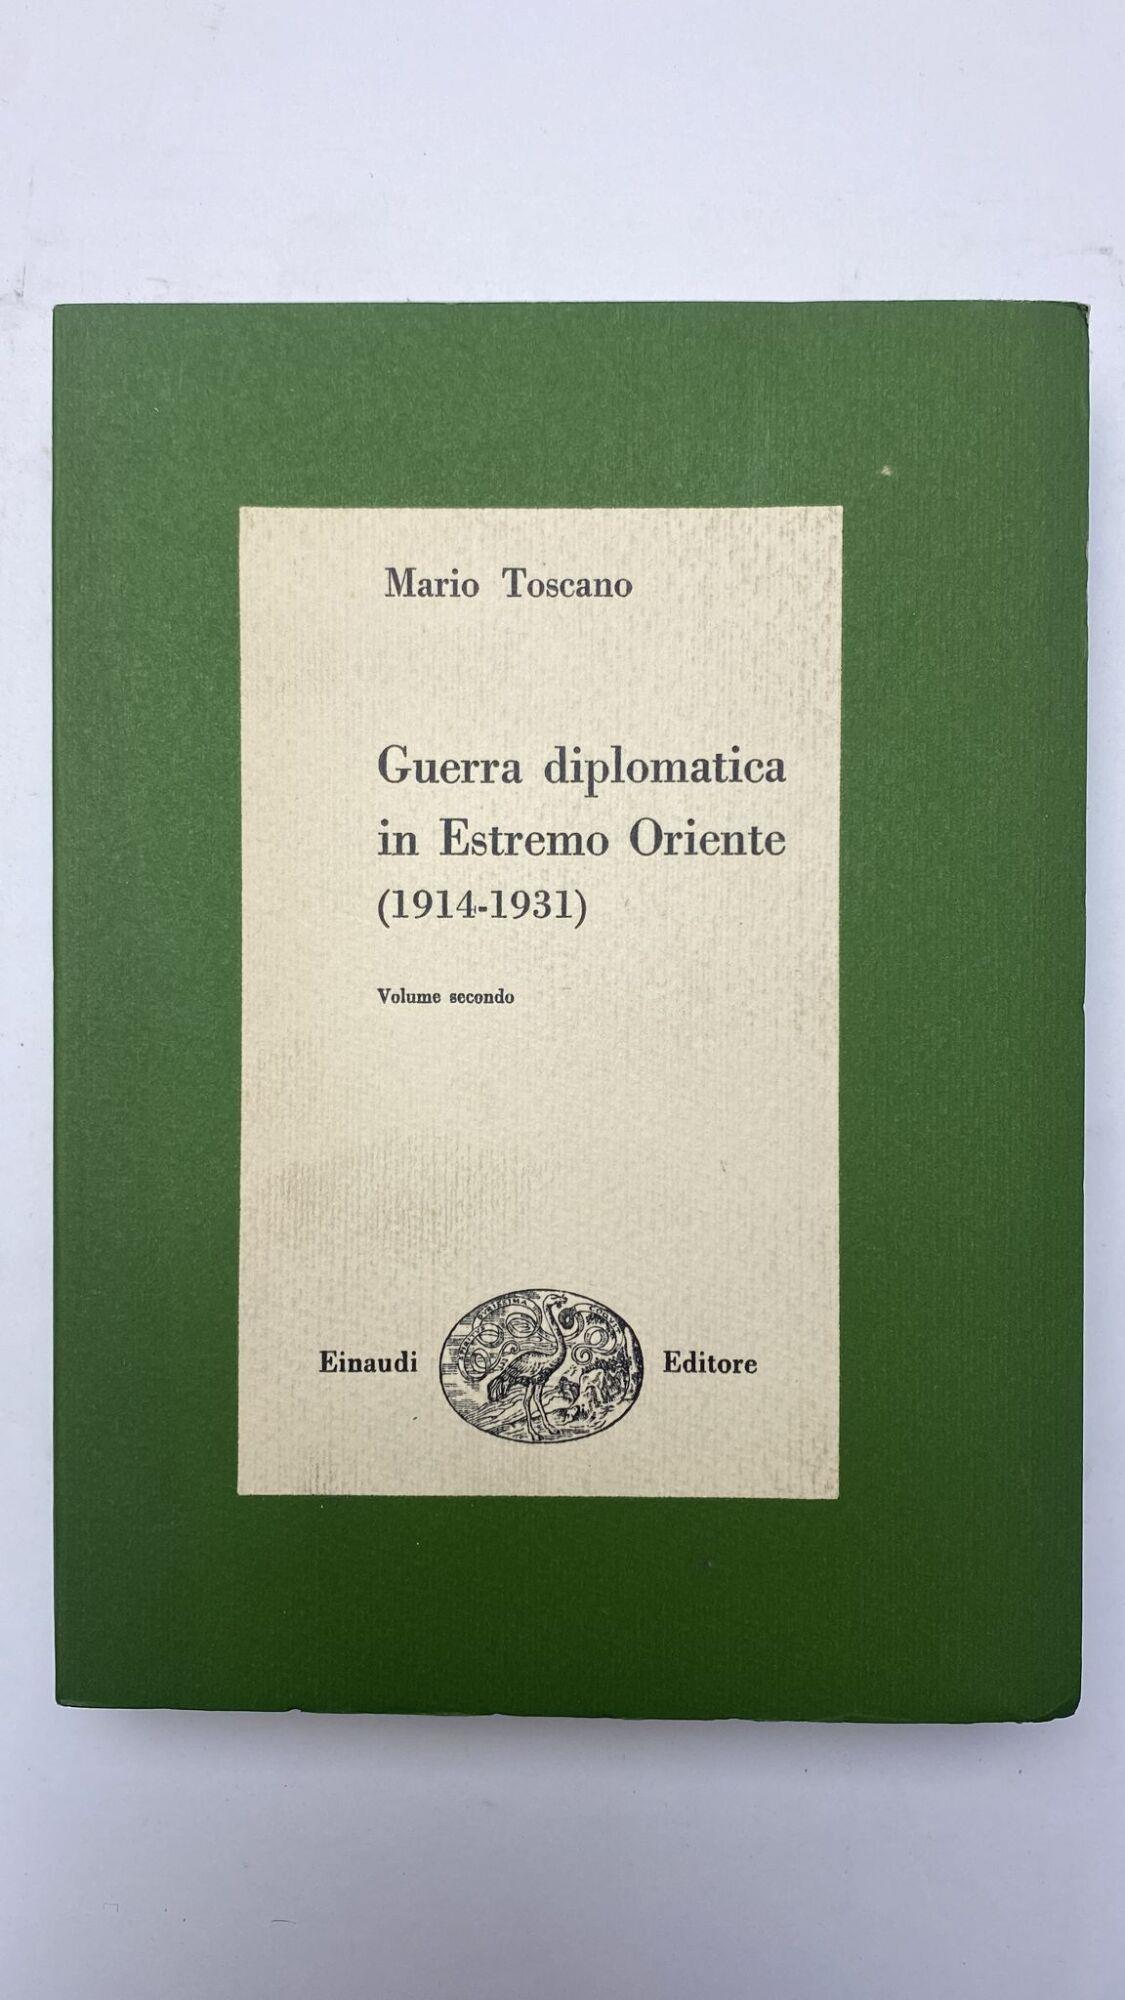 Mario Toscano
Guerra diplomatica
in Estremo Oriente
(1914-1931)
Volume secondo
Einaudi Editore